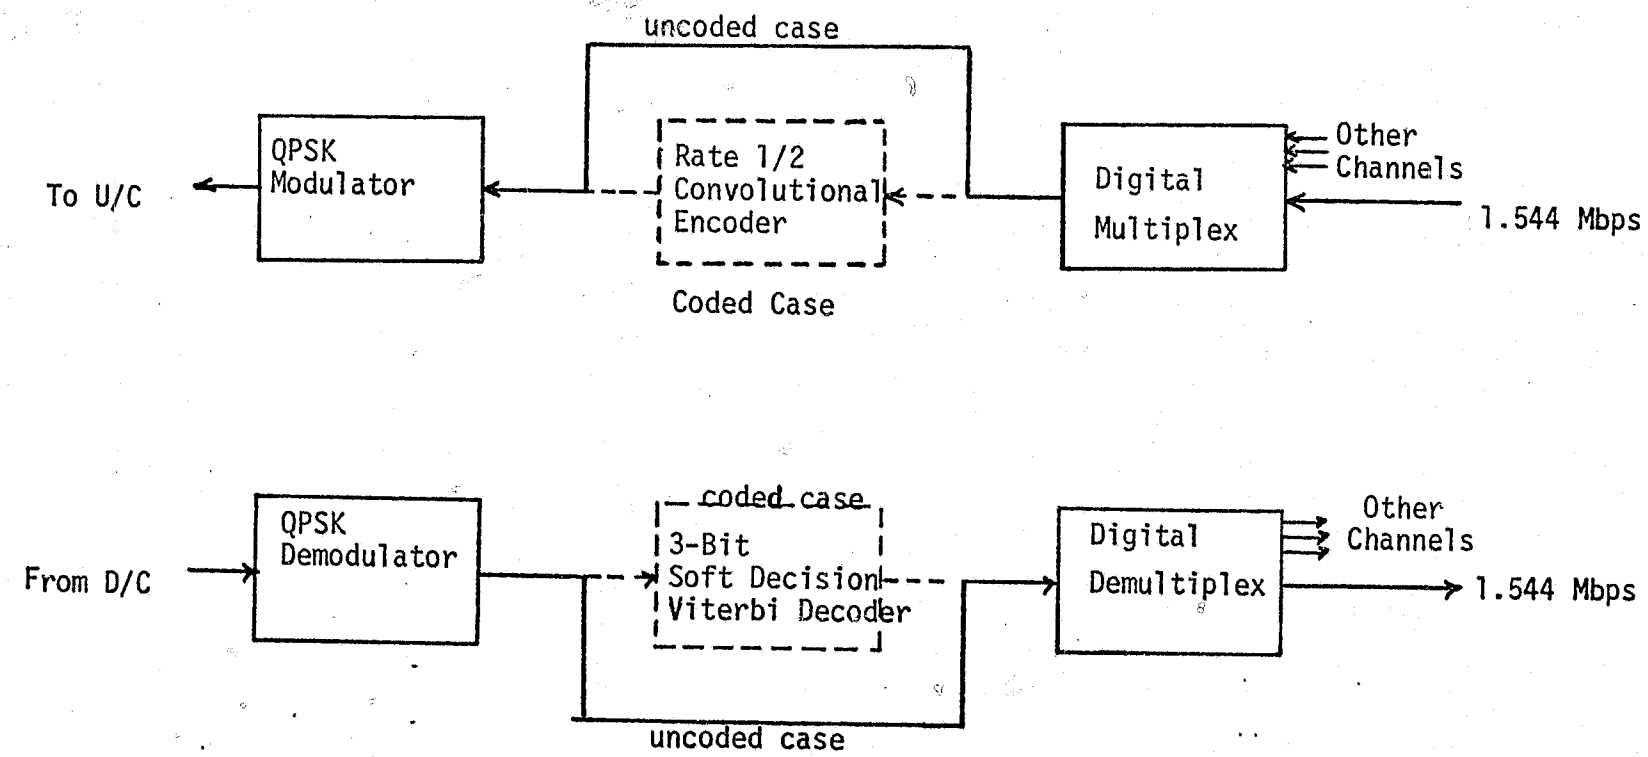 uncoded case
QPSK
Modulator
To U/C
Rate 1/2
Convolutional
Encoder
Coded Case
Digital
Multiplex
Other
Channels
1.544 Mbps
QPSK
Demodulator
From D/C
coded case
3-Bit
Soft Decision
Viterbi Decoder
uncoded case
Digital
Demultiplex
Other
Channels
1.544 Mbps